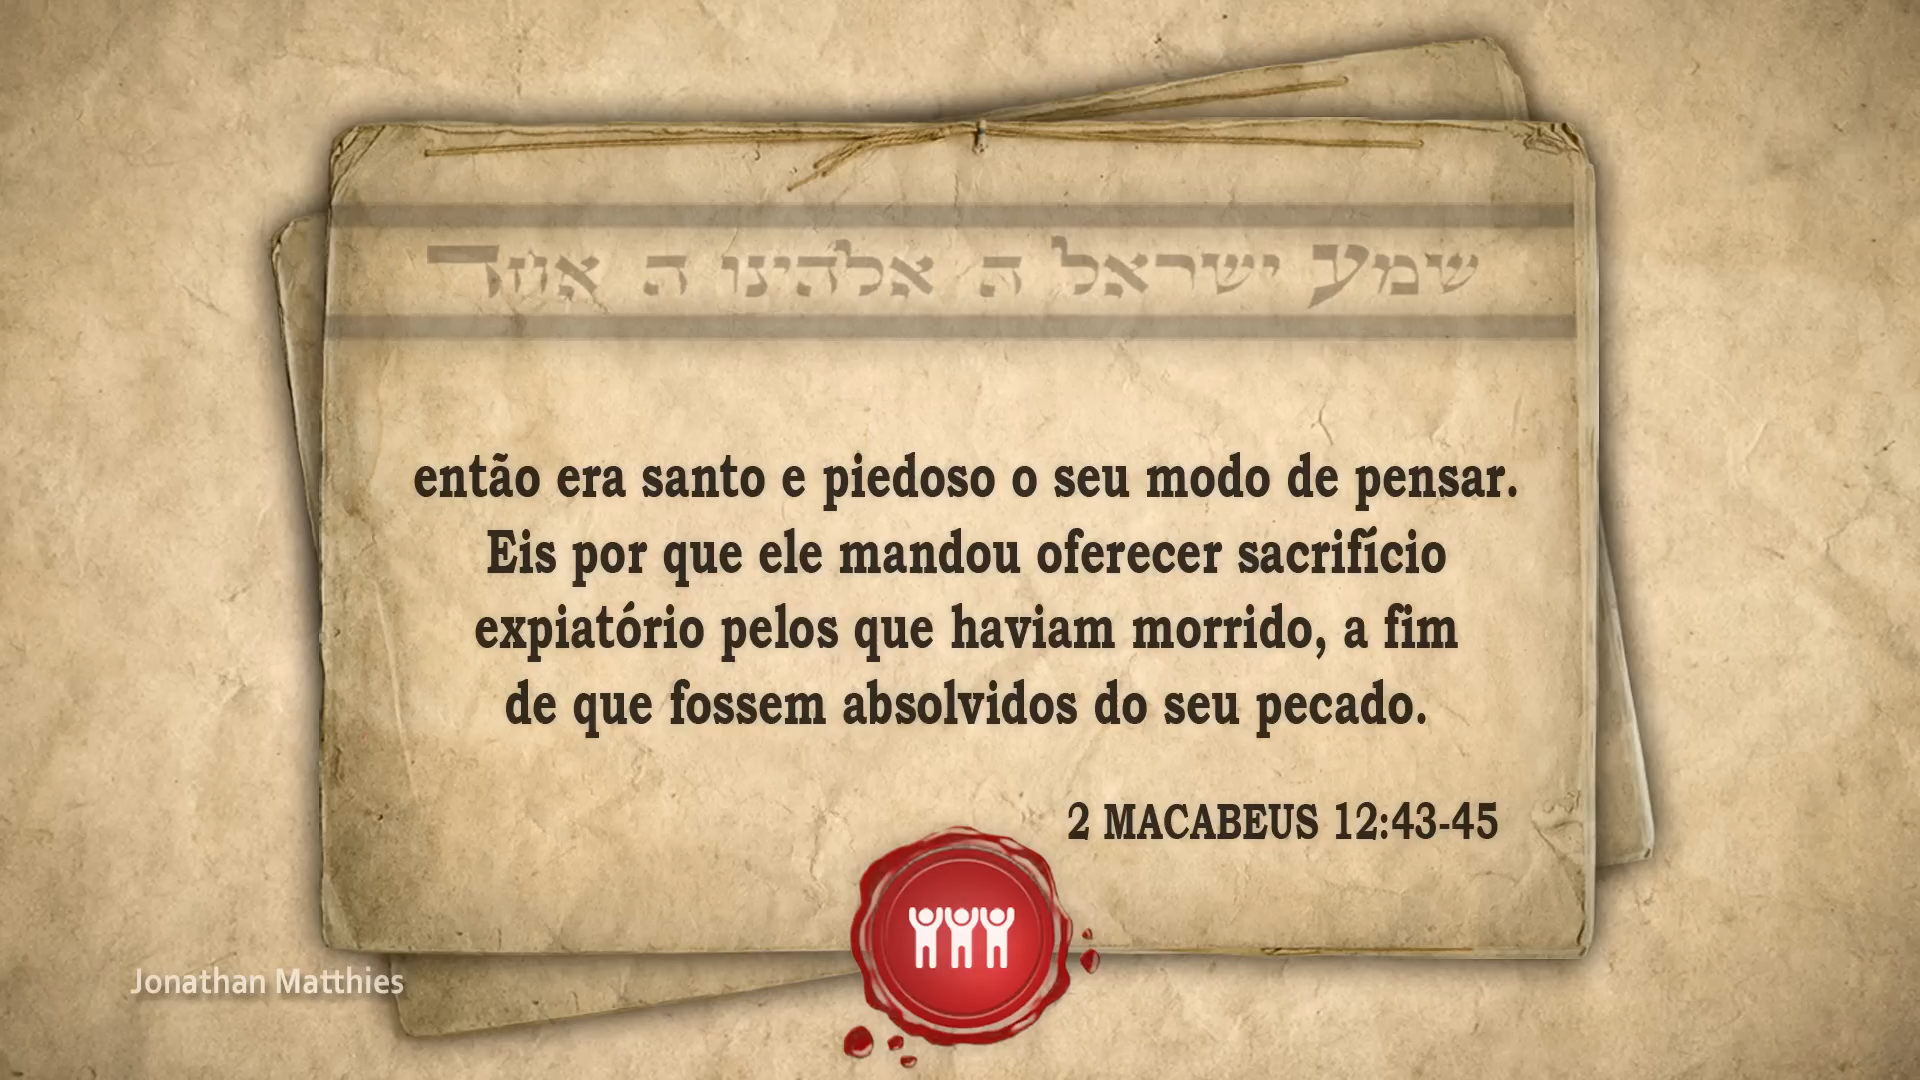 שמע ישראל ה אלהינו ה אחד
então era santo e piedoso o seu modo de pensar.
Eis por que ele mandou oferecer sacrifício
expiatório pelos que haviam morrido, a fim
de que fossem absolvidos do seu pecado.
2 MACABEUS 12:43-45
Jonathan Matthies